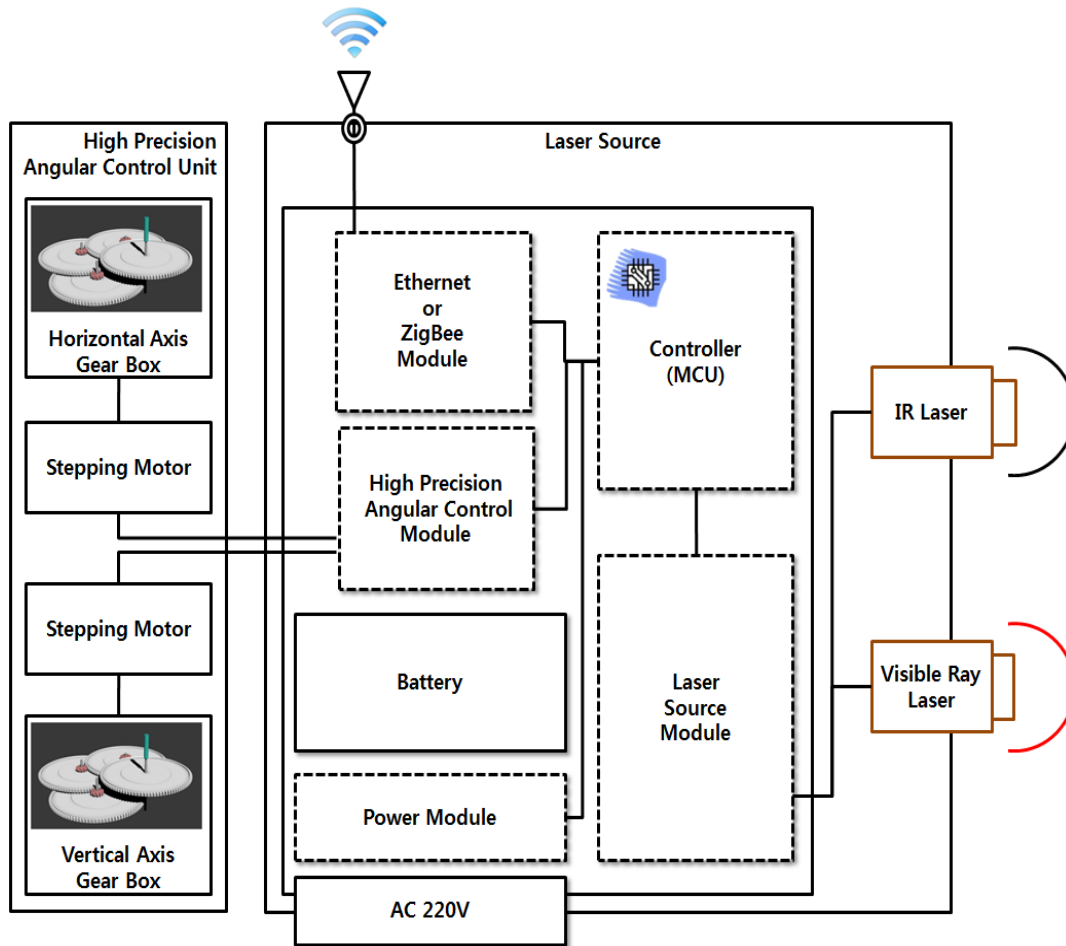 High Precision
Angular Control Unit
Horizontal Axis
Gear Box
Stepping Motor
Stepping Motor
Vertical Axis
Gear Box
Laser Source
Ethernet
or
ZigBee
Module
Controller
(MCU)
High Precision
Angular Control
Module
Battery
Laser
Source
Module
Power Module
AC 220V
IR Laser
Visible Ray
Laser